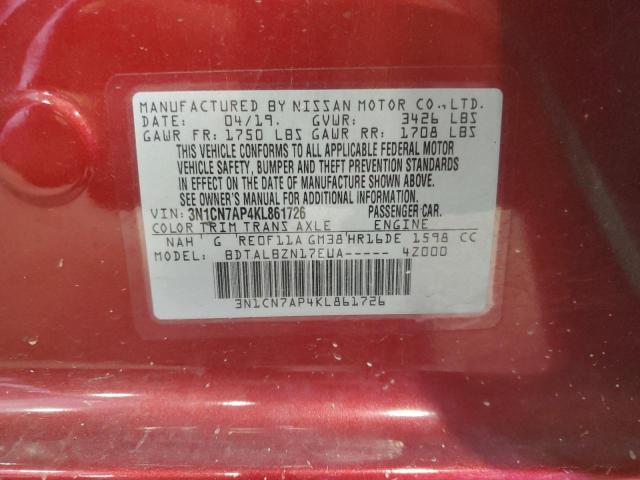 MANUFACTURED BY NISSAN MOTOR CO.,LTD.
DATE: 04/19. GVWR: 3426 LBS
GAWR FR: 1750 LBS GAWR RR: 1708 LBS
THIS VEHICLE CONFORMS TO ALL APPLICABLE FEDERAL MOTOR
VEHICLE SAFETY, BUMPER AND THEFT PREVENTION STANDARDS
IN EFFECT ON THE DATE OF MANUFACTURE SHOWN ABOVE.
SEE OWNER'S MANUAL FOR ADDITIONAL INFORMATION.
VIN: 3N1CN7AP4KL861726 PASSENGER CAR.
COLOR TRIM TRANS AXLE ENGINE
NAH G RE0F11A GM38 HR16DE 1598 CC
MODEL: BDTALBZN17EUA----- 4Z000
3N1CN7AP4KL861726